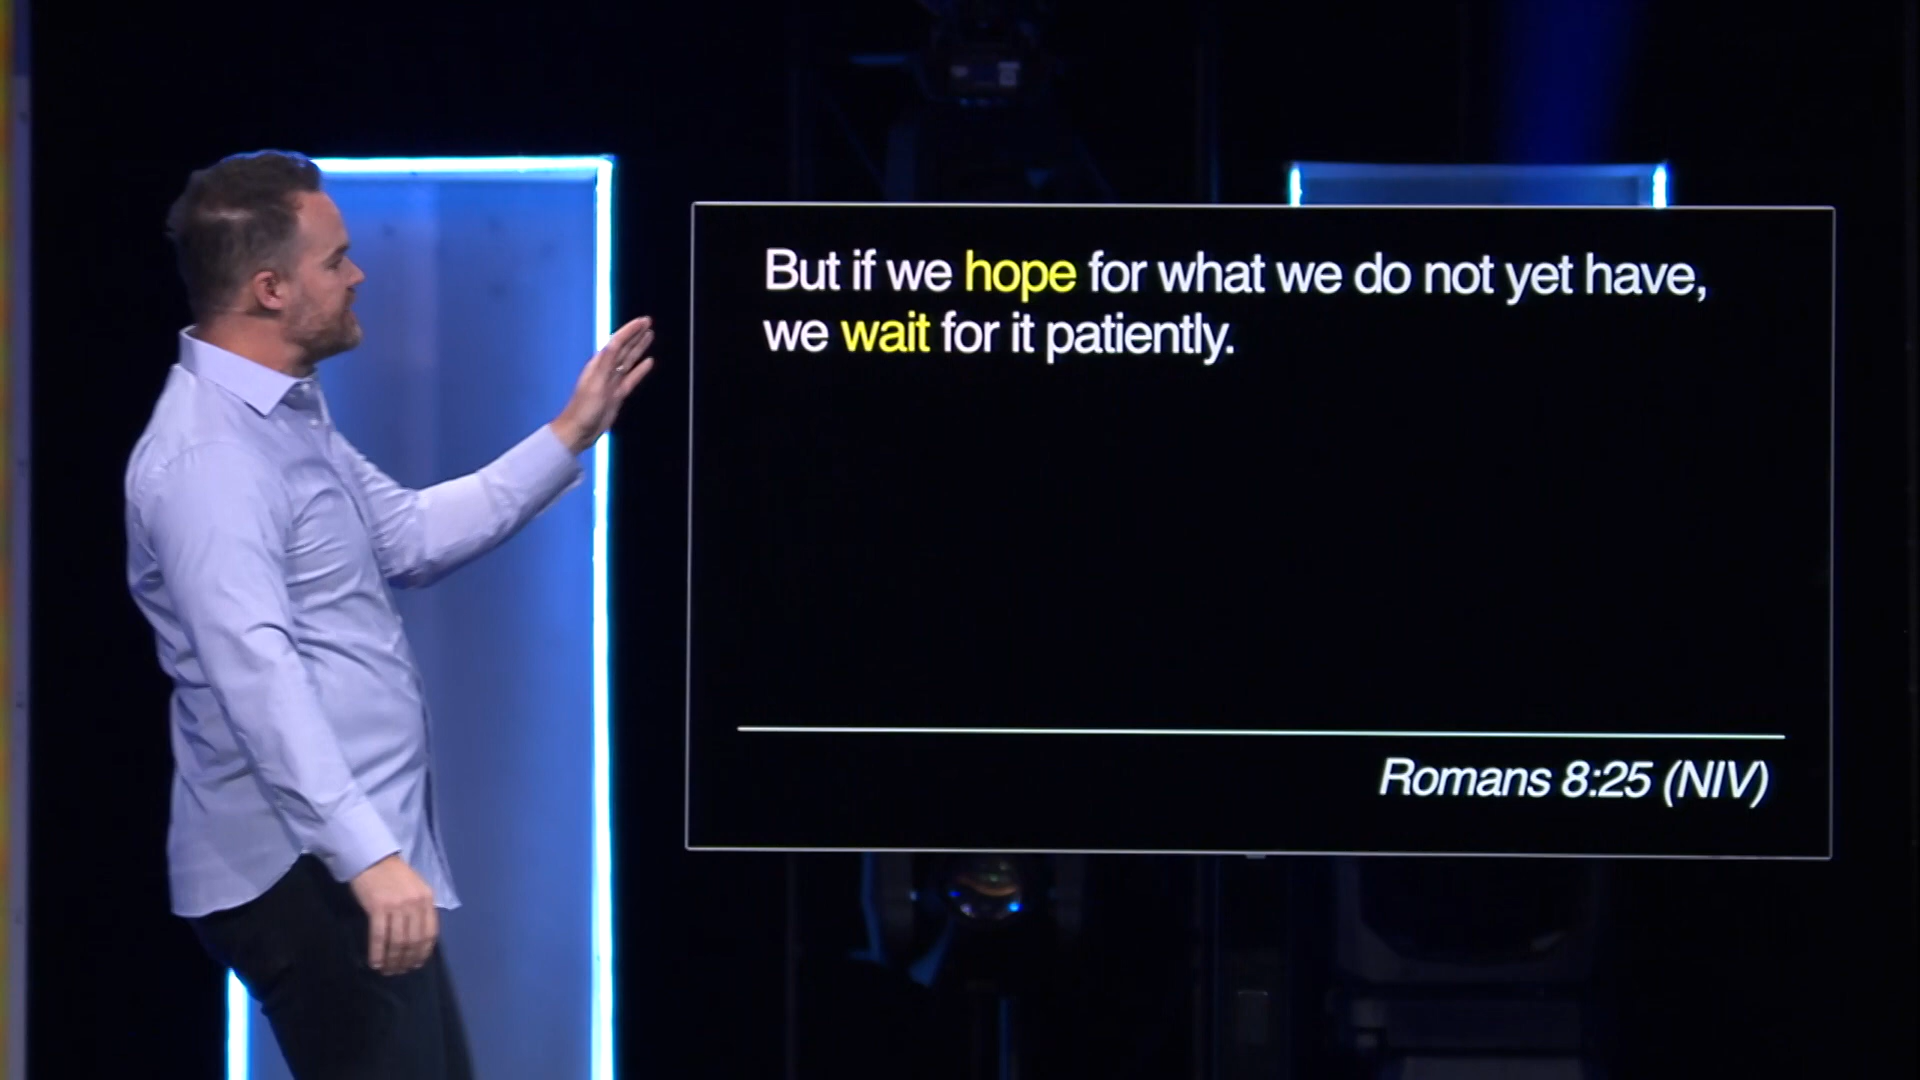 But if we hope for what we do not yet have,
we wait for it patiently.
Romans 8:25 (NIV)